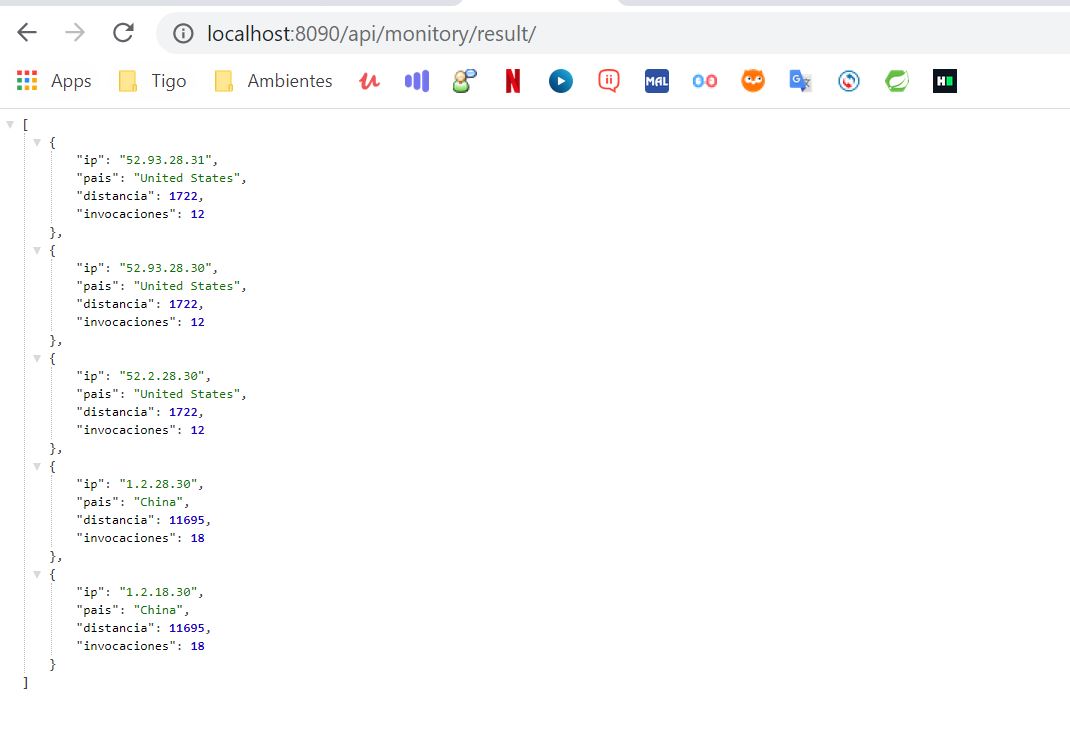 localhost:8090/api/monitory/result/
Apps Tigo Ambientes
[
{
"ip": "52.93.28.31",
"pais": "United States",
"distancia": 1722,
"invocaciones": 12
},
{
"ip": "52.93.28.30",
"pais": "United States",
"distancia": 1722,
"invocaciones": 12
},
{
"ip": "52.2.28.30",
"pais": "United States",
"distancia": 1722,
"invocaciones": 12
},
{
"ip": "1.2.28.30",
"pais": "China",
"distancia": 11695,
"invocaciones": 18
},
{
"ip": "1.2.18.30",
"pais": "China",
"distancia": 11695,
"invocaciones": 18
}
]